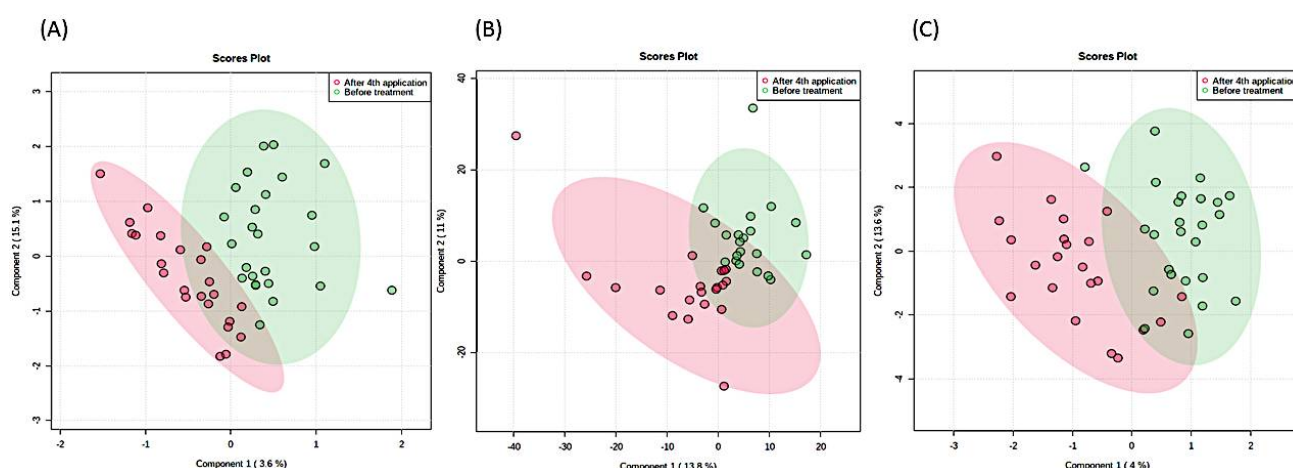 (A)
Scores Plot
After 4th application
Before treatment
3
2
1
0
-1
-2
-3
Component 2 ( 15.1 %)
-2
-1
0
1
2
Component 1 ( 3.6 %)
(B)
Scores Plot
After 4th application
Before treatment
40
20
0
-20
Component 2 ( 11 %)
-40
-30
-20
-10
0
10
20
Component 1 ( 13.8 %)
(C)
Scores Plot
After 4th application
Before treatment
4
2
0
-2
-4
Component 2 ( 13.6 %)
-3
-2
-1
0
1
2
Component 1 ( 4 %)